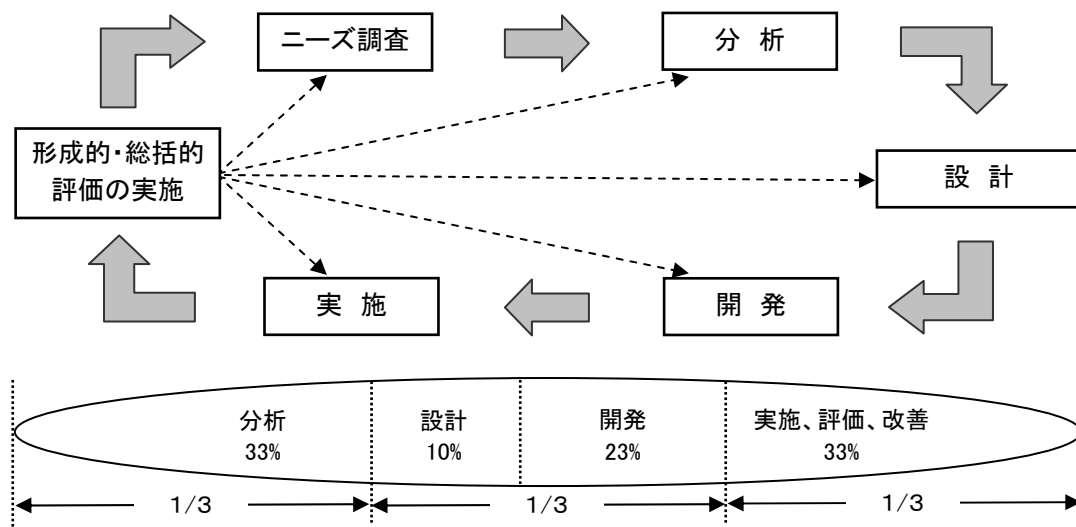 ニーズ調査
分 析
形成的・総括的
評価の実施
設 計
実 施
開 発
分析
33%
設計
10%
開発
23%
実施、評価、改善
33%
1/3
1/3
1/3